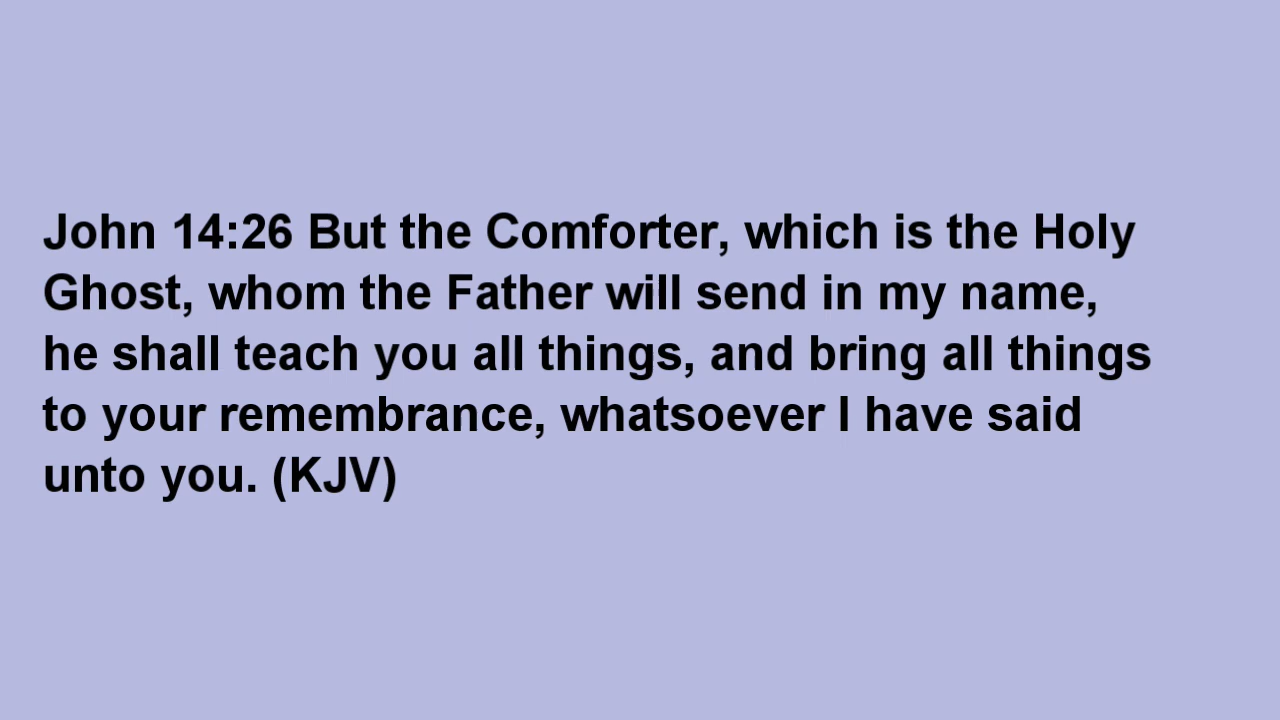 John 14:26 But the Comforter, which is the Holy
Ghost, whom the Father will send in my name,
he shall teach you all things, and bring all things
to your remembrance, whatsoever I have said
unto you. (KJV)